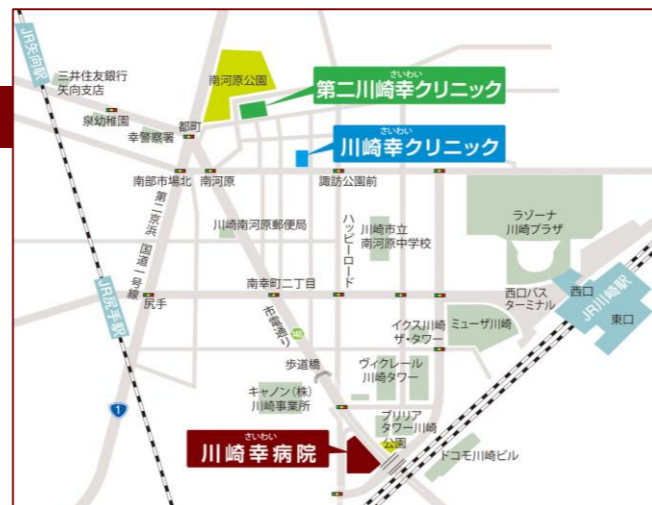 JR矢向駅
三井住友銀行
矢向支店
泉幼稚園
幸警察署
都町
南河原公園
さいわい
第二川崎幸クリニック
さいわい
川崎幸クリニック
南部市場北
南河原
諏訪公園前
第二京浜 国道一号線
川崎南河原郵便局
ハッピーロード
川崎市立
南河原中学校
ラゾーナ
川崎プラザ
JR尻手駅
尻手
南幸町二丁目
西口バス
ターミナル
西口
JR川崎駅
東口
市電通り
140
イクス川崎
ザ・タワー
ミューザ川崎
歩道橋
ヴィクレール
川崎タワー
キャノン(株)
川崎事業所
1
ブリリア
タワー川崎
公園
さいわい
川崎幸病院
ドコモ川崎ビル